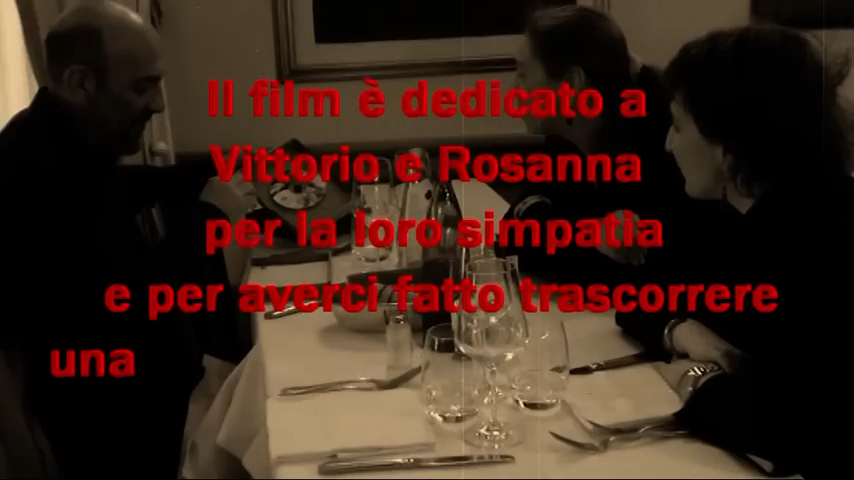 Il film è dedicato a
Vittorio e Rosanna
per la loro simpatia
e per averci fatto trascorrere
una